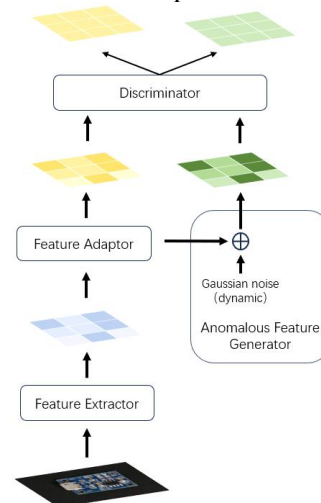 Discriminator
Feature Adaptor
Gaussian noise
(dynamic)
Anomalous Feature
Generator
Feature Extractor